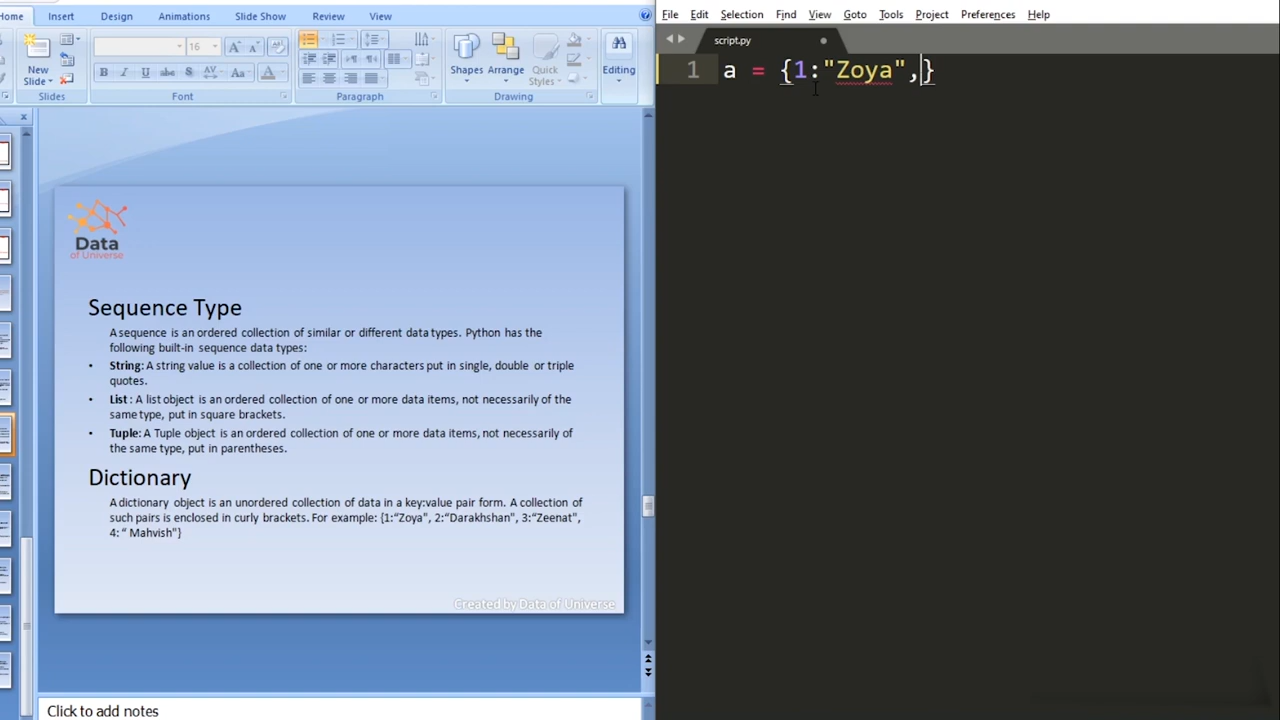 Home Insert Design Animations Slide Show Review View
New
Slides
16
B I U S
Aa
A
Shapes Arrange Quick
Styles
Editing
Font
Paragraph
Drawing
Data
of Universe
Sequence Type
A sequence is an ordered collection of similar or different data types. Python has the
following built-in sequence data types:
• String: A string value is a collection of one or more characters put in single, double or triple
quotes.
• List : A list object is an ordered collection of one or more data items, not necessarily of the
same type, put in square brackets.
• Tuple: A Tuple object is an ordered collection of one or more data items, not necessarily of
the same type, put in parentheses.
Dictionary
A dictionary object is an unordered collection of data in a key:value pair form. A collection of
such pairs is enclosed in curly brackets. For example: {1:“Zoya", 2:“Darakhshan", 3:“Zeenat",
4: “ Mahvish"}
Created by Data of Universe
Click to add notes
File Edit Selection Find View Goto Tools Project Preferences Help
script.py
1 a = {1:"Zoya",}